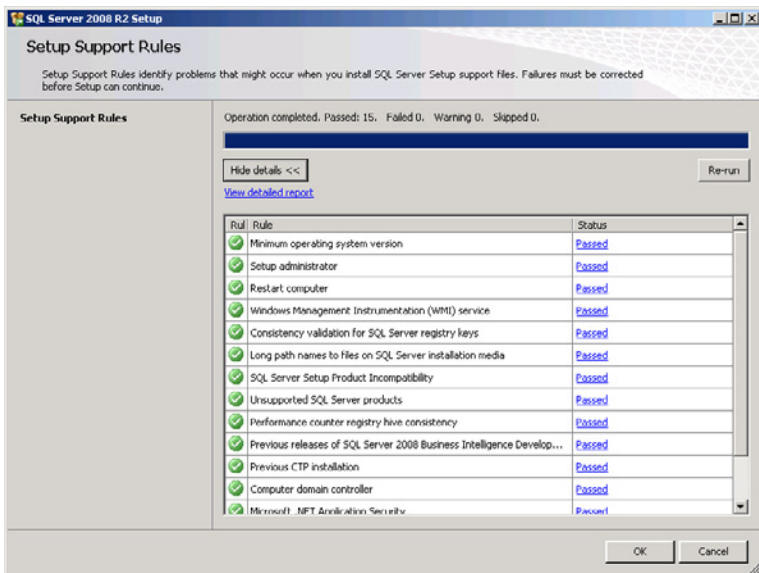 SQL Server 2008 R2 Setup
Setup Support Rules
Setup Support Rules identify problems that might occur when you install SQL Server Setup support files. Failures must be corrected
before Setup can continue.
Setup Support Rules
Operation completed. Passed: 15. Failed 0. Warning 0. Skipped 0.
Hide details <<
Re-run
View detailed report
Rul Rule Status
Minimum operating system version Passed
Setup administrator Passed
Restart computer Passed
Windows Management Instrumentation (WMI) service Passed
Consistency validation for SQL Server registry keys Passed
Long path names to files on SQL Server installation media Passed
SQL Server Setup Product Incompatibility Passed
Unsupported SQL Server products Passed
Performance counter registry hive consistency Passed
Previous releases of SQL Server 2008 Business Intelligence Develop... Passed
Previous CTP installation Passed
Computer domain controller Passed
Microsoft .NET Application Security Passed
OK Cancel